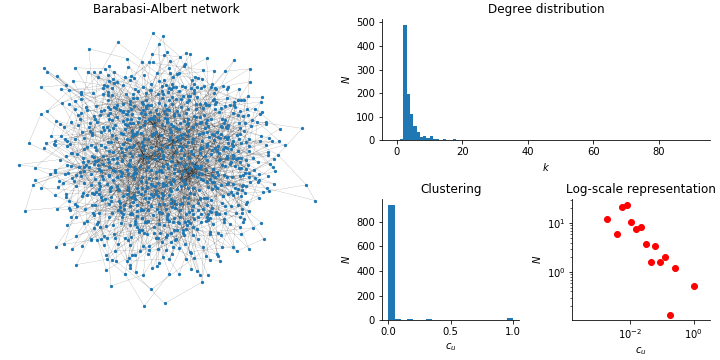 Barabasi-Albert network
Degree distribution
500
400
300
200
100
0
N
0 20 40 60 80
k
Clustering
800
600
400
200
0
N
0.0 0.5 1.0
c_u
Log-scale representation
10^1
10^0
N
10^-2 10^0
c_u